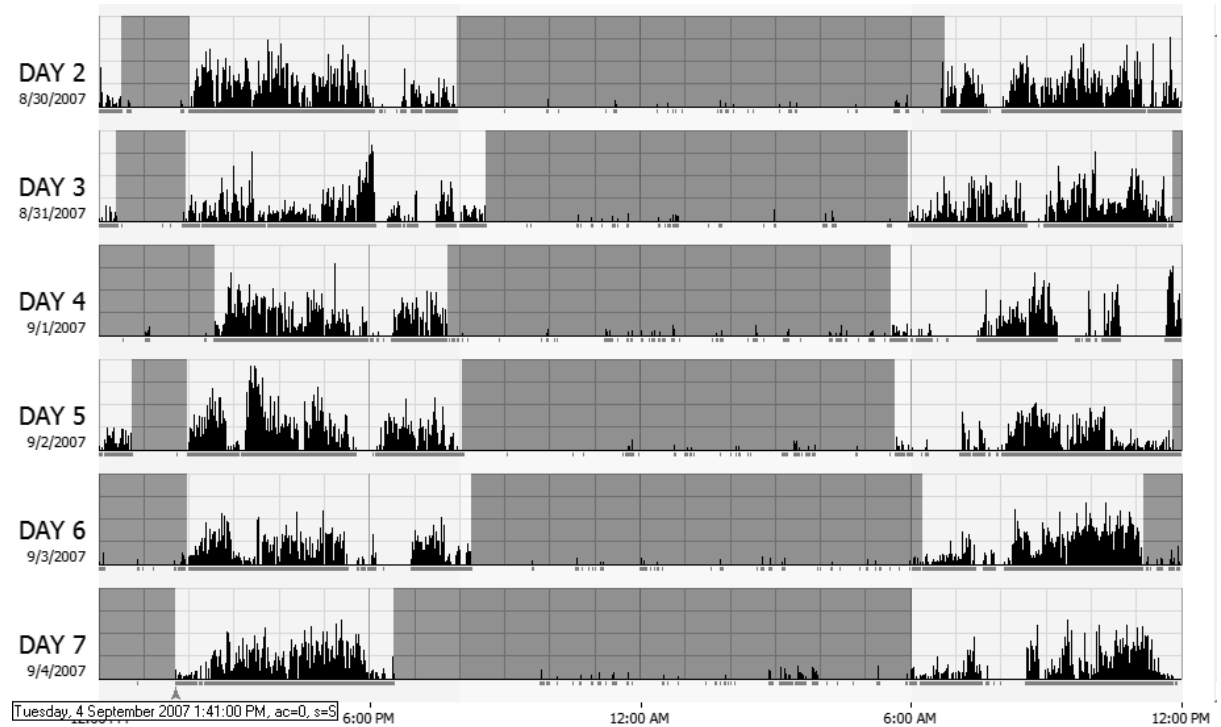 DAY 2
8/30/2007
DAY 3
8/31/2007
DAY 4
9/1/2007
DAY 5
9/2/2007
DAY 6
9/3/2007
DAY 7
9/4/2007
Tuesday, 4 September 2007 1:41:00 PM, ac=0, s=S
6:00 PM 12:00 AM 6:00 AM 12:00 PM